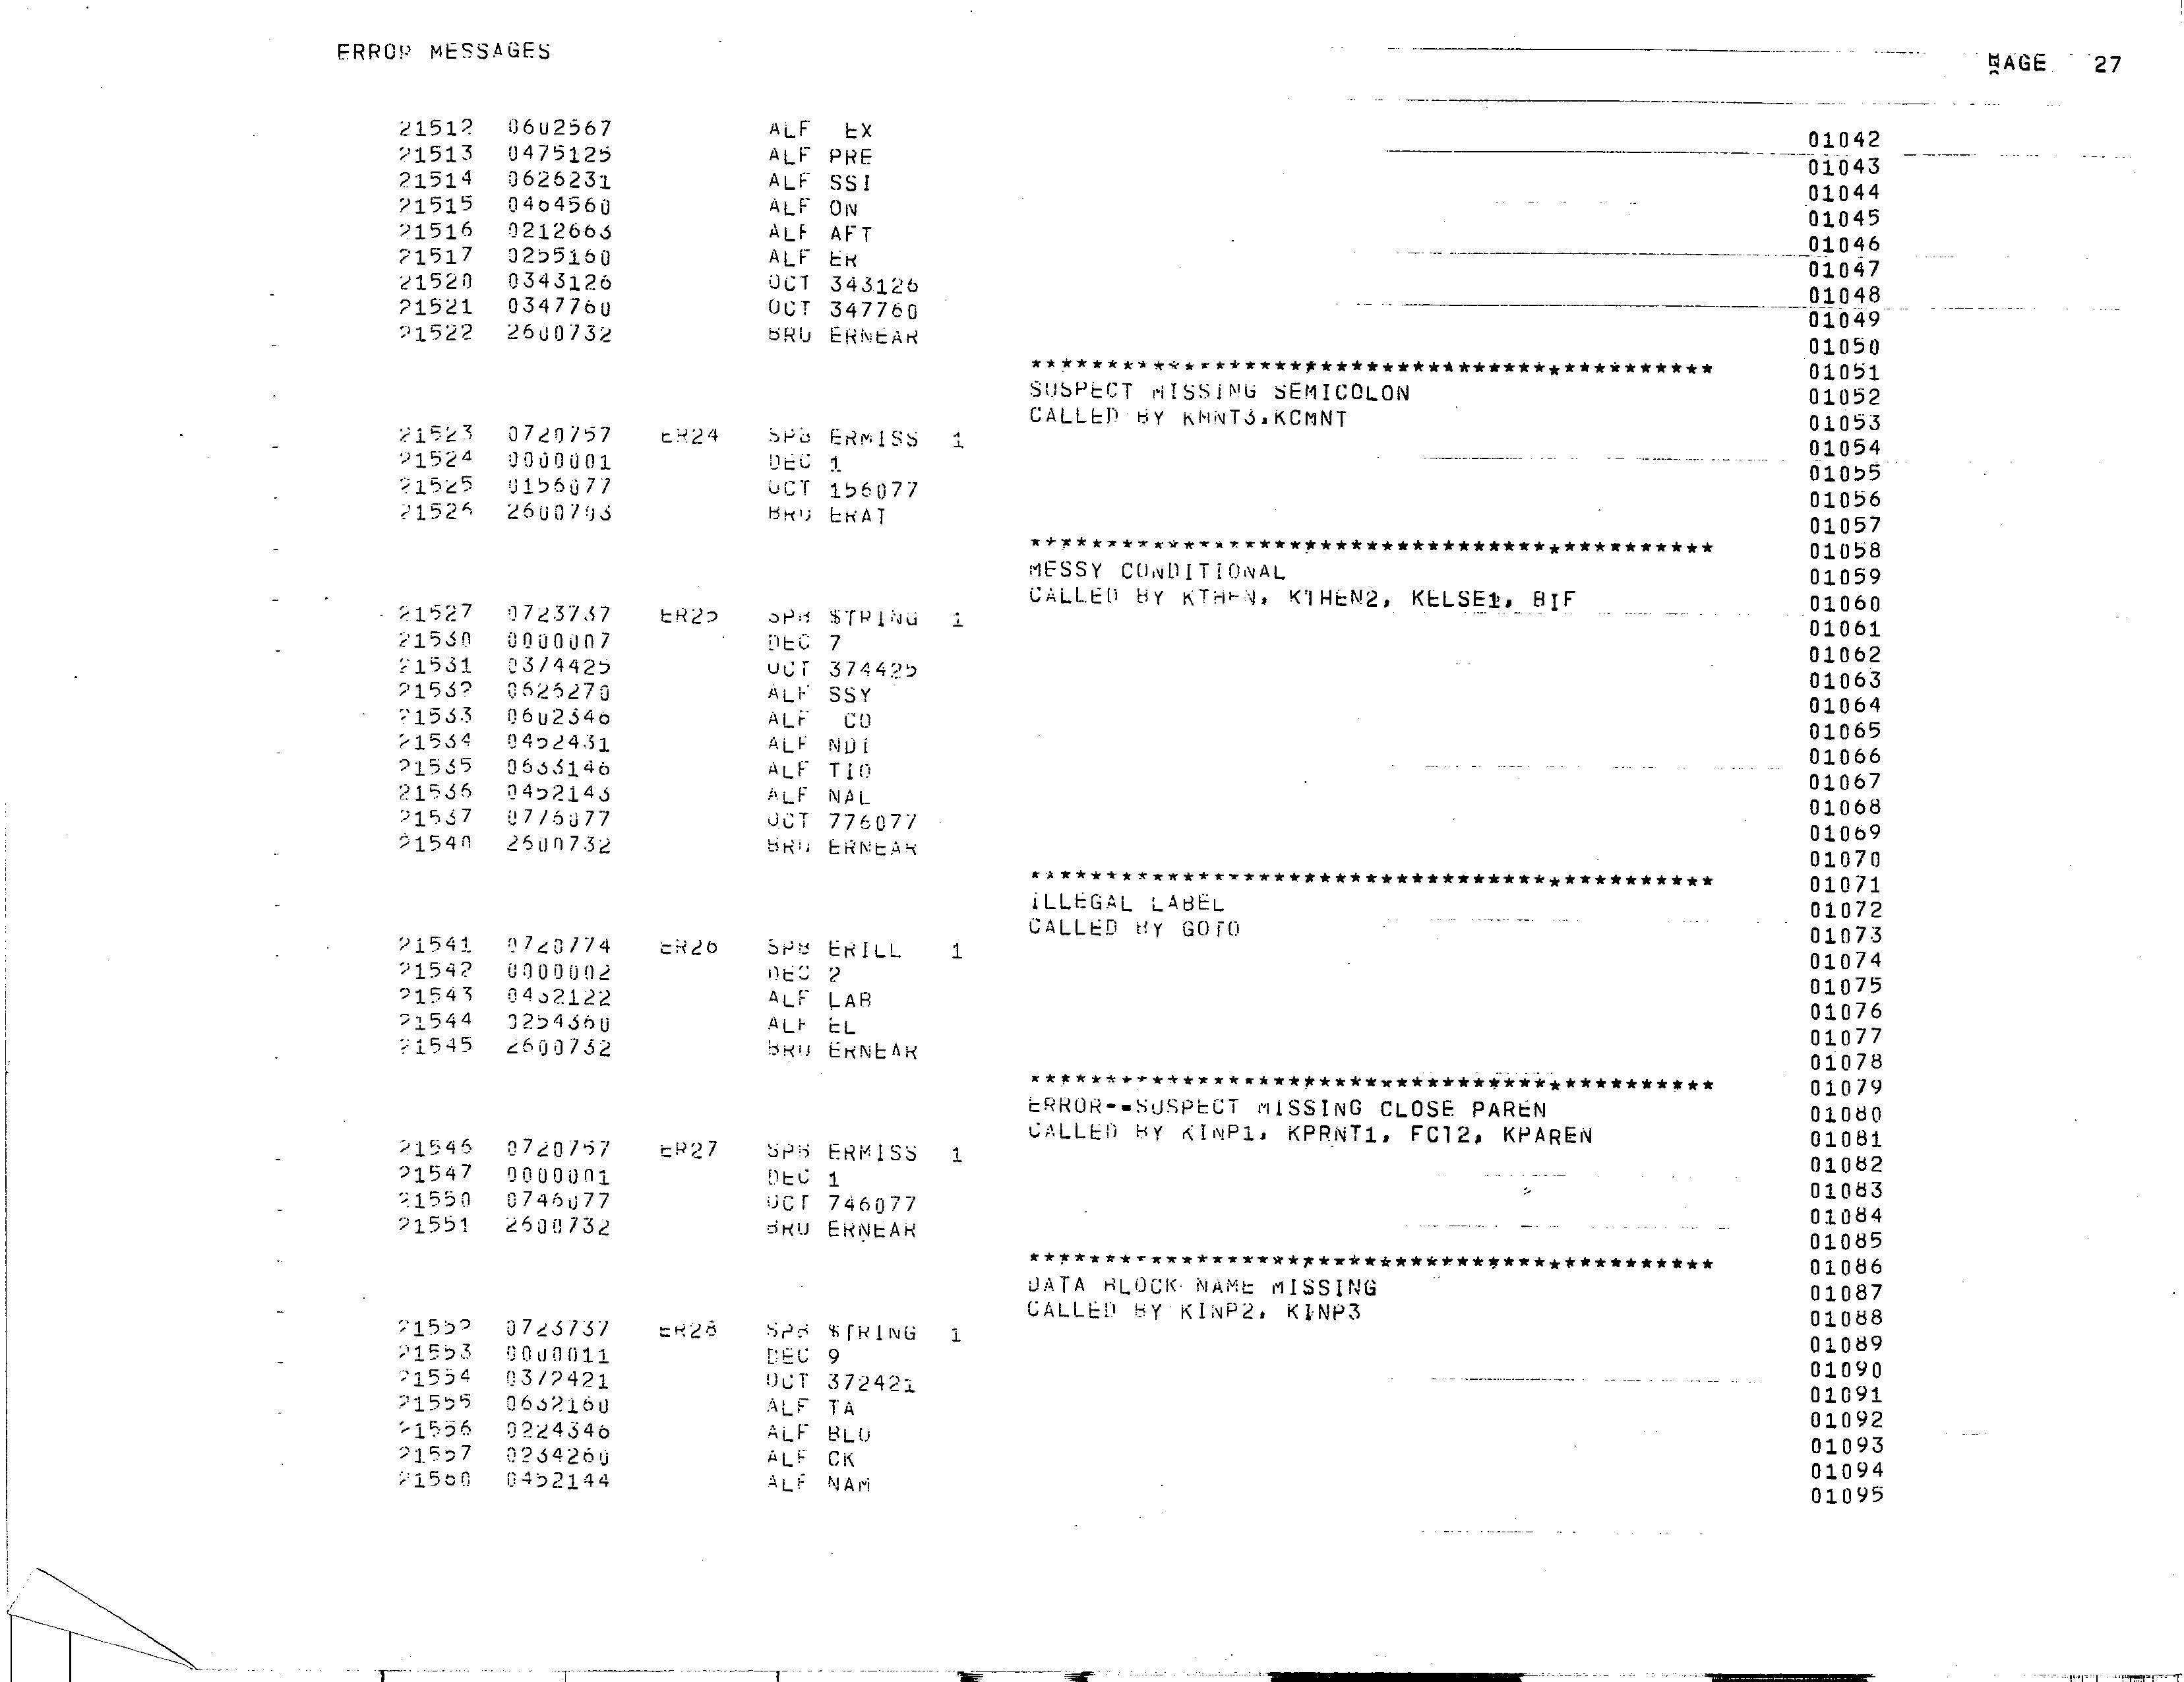 ERROR MESSAGES PAGE 27
21512 0602567 ALF EX 01042
21513 0475125 ALF PRE 01043
21514 0626231 ALF SSI 01044
21515 0464560 ALF ON 01045
21516 0212663 ALF AFT 01046
21517 0255160 ALF ER 01047
21520 0343126 OCT 343126 01048
21521 0347760 OCT 347760 01049
21522 2600732 BRU ERNEAR 01050
********************************************* 01051
SUSPECT MISSING SEMICOLON 01052
CALLED BY KMNT3,KCMNT 01053
21523 0720757 ER24 SPB ERMISS 1 01054
21524 0000001 DEC 1 01055
21525 0156077 OCT 156077 01056
21526 2600703 BRU ERAT 01057
********************************************* 01058
MESSY CONDITIONAL 01059
CALLED BY KTHEN, KTHEN2, KELSE1, BIF 01060
21527 0723737 ER25 SPB $TRING 1 01061
21530 0000007 DEC 7 01062
21531 0374425 OCT 374425 01063
21532 0626270 ALF SSY 01064
21533 0602346 ALF CO 01065
21534 0452431 ALF NDI 01066
21535 0633146 ALF TIO 01067
21536 0452143 ALF NAL 01068
21537 0776077 OCT 776077 01069
21540 2600732 BRU ERNEAR 01070
********************************************* 01071
ILLEGAL LABEL 01072
CALLED BY GOTO 01073
21541 0720774 ER26 SPB ERILL 1 01074
21542 0000002 DEC 2 01075
21543 0432122 ALF LAB 01076
21544 0254360 ALF EL 01077
21545 2600732 BRU ERNEAR 01078
********************************************* 01079
ERROR--SUSPECT MISSING CLOSE PAREN 01080
CALLED BY KINP1, KPRNT1, FCT2, KPAREN 01081
21546 0720757 ER27 SPB ERMISS 1 01082
21547 0000001 DEC 1 01083
21550 0746077 OCT 746077 01084
21551 2600732 BRU ERNEAR 01085
********************************************* 01086
DATA BLOCK NAME MISSING 01087
CALLED BY KINP2, KINP3 01088
21552 0723737 ER28 SPB $TRING 1 01089
21553 0000011 DEC 9 01090
21554 0372421 OCT 372421 01091
21555 0632160 ALF TA 01092
21556 0224346 ALF BLO 01093
21557 0234260 ALF CK 01094
21560 0452144 ALF NAM 01095